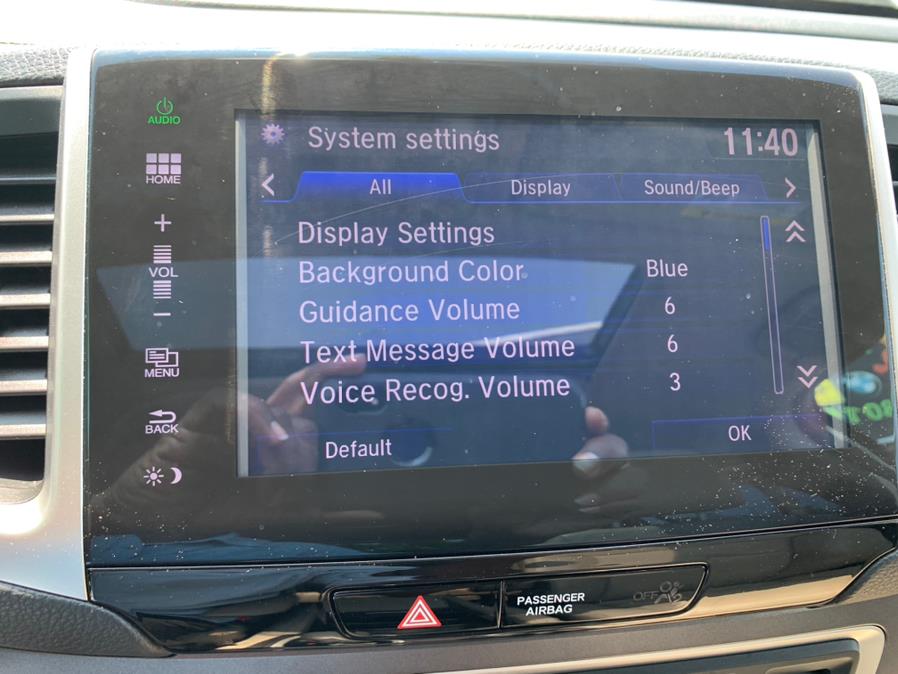 AUDIO
HOME
+
VOL
−
MENU
BACK
System settings 11:40
< All Display Sound/Beep >
Display Settings
Background Color Blue
Guidance Volume 6
Text Message Volume 6
Voice Recog. Volume 3
Default OK
PASSENGER
AIRBAG
OFF